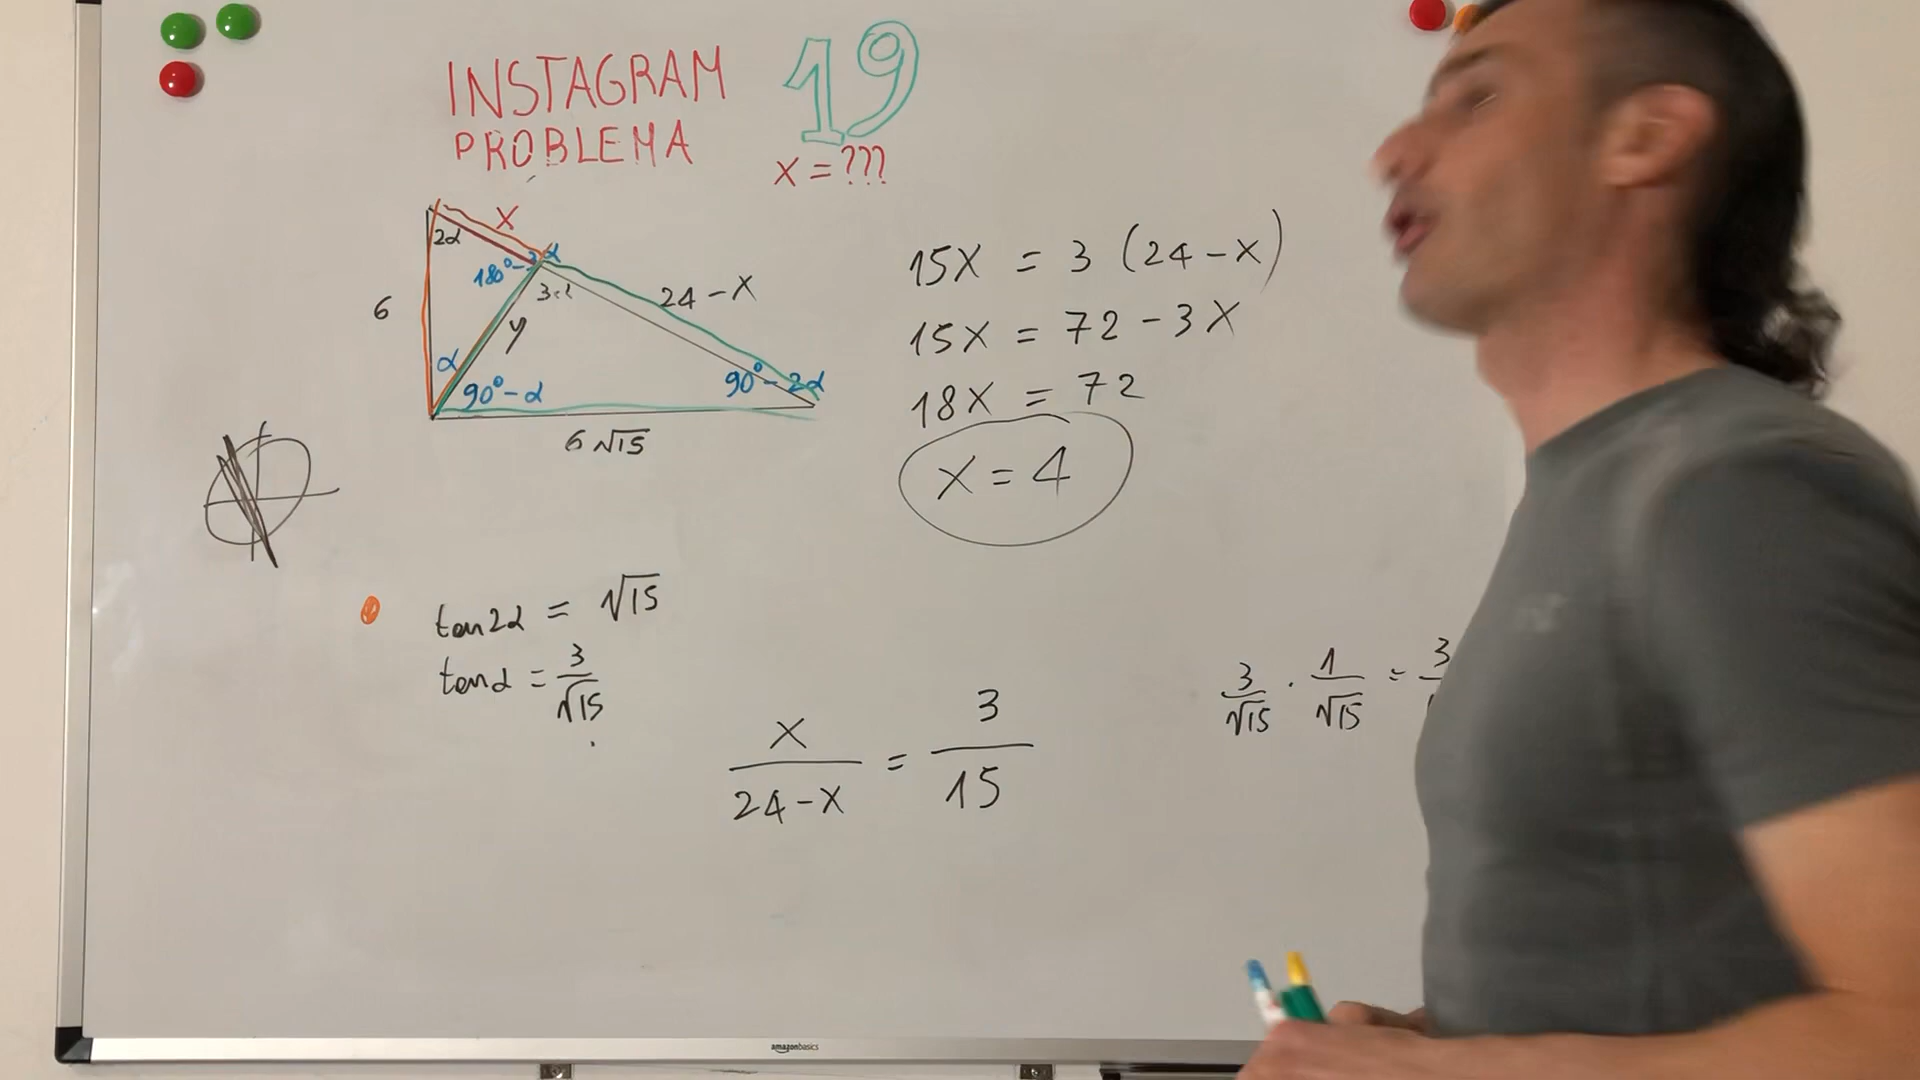 INSTAGRAM
PROBLEMA
19
x = ???
x
2α
180°-3α
3α
24 - x
6
y
α
90°-α
90°-2α
6√15
15x = 3 (24-x)
15x = 72 - 3x
18x = 72
x = 4
tan2α = √15
tanα = 3/√15
x/(24-x) = 3/15
3/√15 · 1/√15 = 3/
amazonbasics